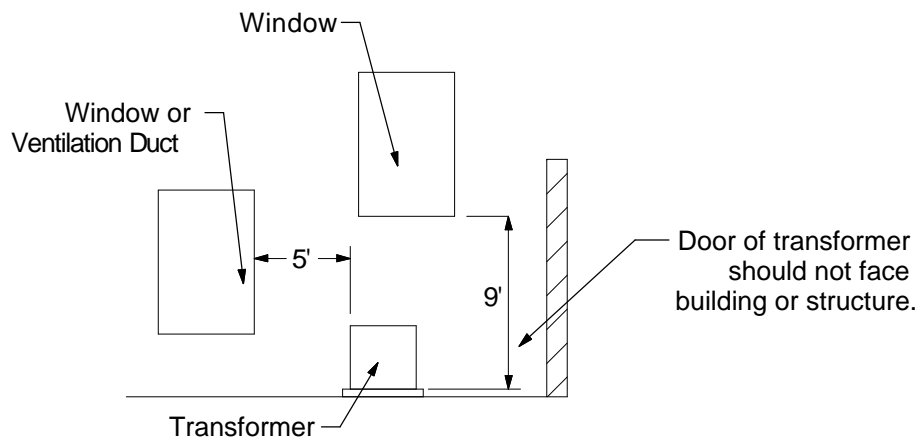 Window
Window or
Ventilation Duct
5'
9'
Door of transformer
should not face
building or structure.
Transformer